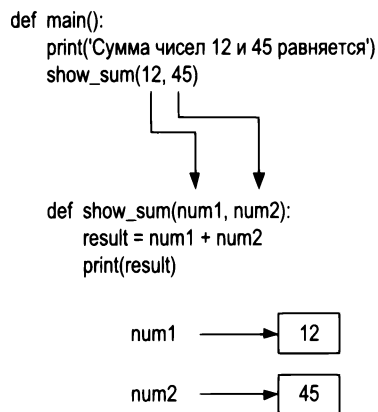 def main():
print('Сумма чисел 12 и 45 равняется')
show_sum(12, 45)
def show_sum(num1, num2):
result = num1 + num2
print(result)
num1 12
num2 45